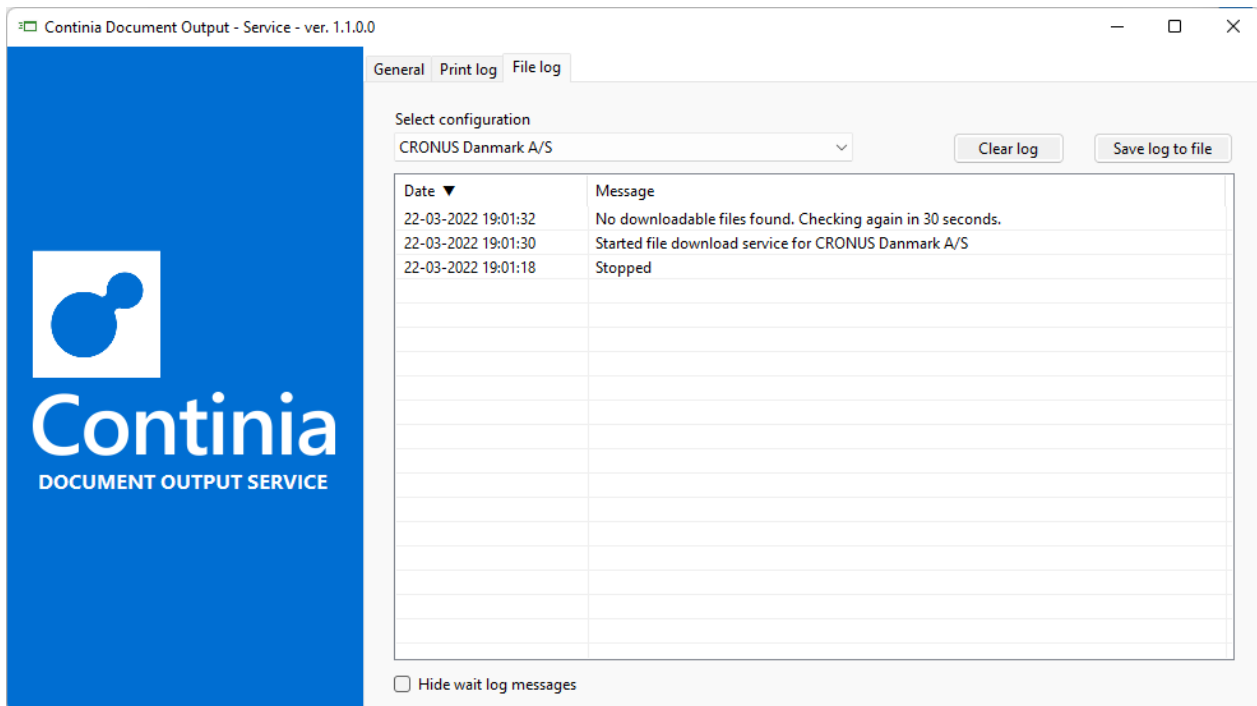 Continia Document Output - Service - ver. 1.1.0.0
General Print log File log
Select configuration
CRONUS Danmark A/S
Clear log
Save log to file
Date ▼ Message
22-03-2022 19:01:32 No downloadable files found. Checking again in 30 seconds.
22-03-2022 19:01:30 Started file download service for CRONUS Danmark A/S
22-03-2022 19:01:18 Stopped
Continia
DOCUMENT OUTPUT SERVICE
Hide wait log messages